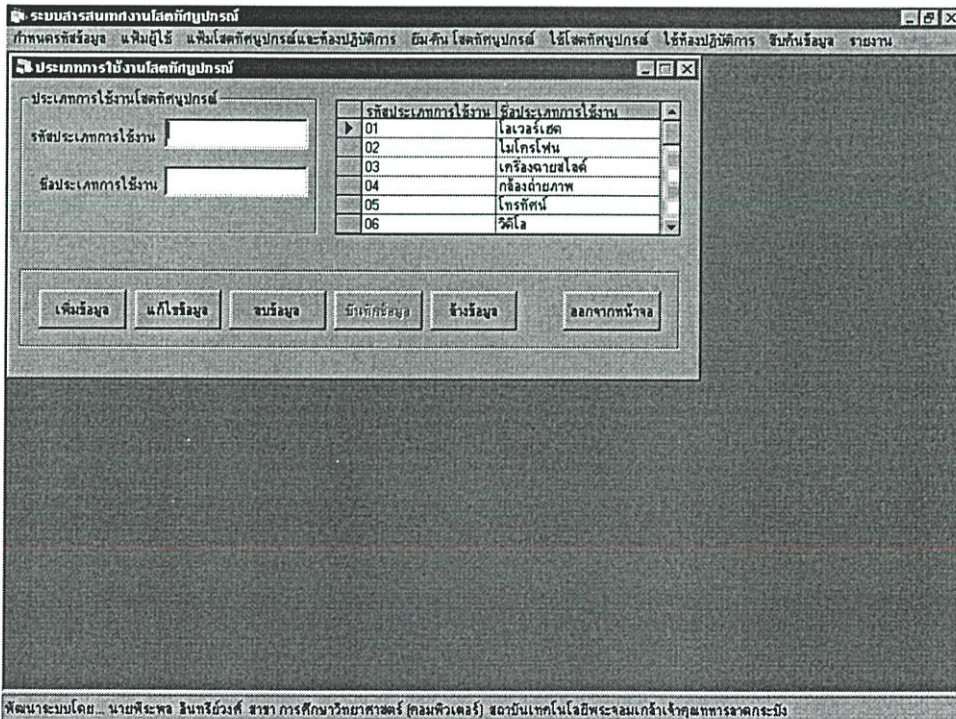 ระบบสารสนเทศงานโสตทัศนูปกรณ์
กำหนดรหัสข้อมูล แฟ้มผู้ใช้ แฟ้มโสตทัศนูปกรณ์และห้องปฏิบัติการ ยืม-คืน โสตทัศนูปกรณ์ ใช้โสตทัศนูปกรณ์ ใช้ห้องปฏิบัติการ สืบค้นข้อมูล รายงาน
ประเภทการใช้งานโสตทัศนูปกรณ์
ประเภทการใช้งานโสตทัศนูปกรณ์
รหัสประเภทการใช้งาน
ชื่อประเภทการใช้งาน
รหัสประเภทการใช้งาน ชื่อประเภทการใช้งาน
01 โอเวอร์เฮด
02 ไมโครโฟน
03 เครื่องฉายสไลด์
04 กล้องถ่ายภาพ
05 โทรทัศน์
06 วิดิโอ
เพิ่มข้อมูล แก้ไขข้อมูล ลบข้อมูล บันทึกข้อมูล ล้างข้อมูล ออกจากหน้าจอ
พัฒนาระบบโดย... นายพีระพล อินทรีย์วงศ์ สาขา การศึกษาวิทยาศาสตร์ (คอมพิวเตอร์) สถาบันเทคโนโลยีพระจอมเกล้าเจ้าคุณทหารลาดกระบัง